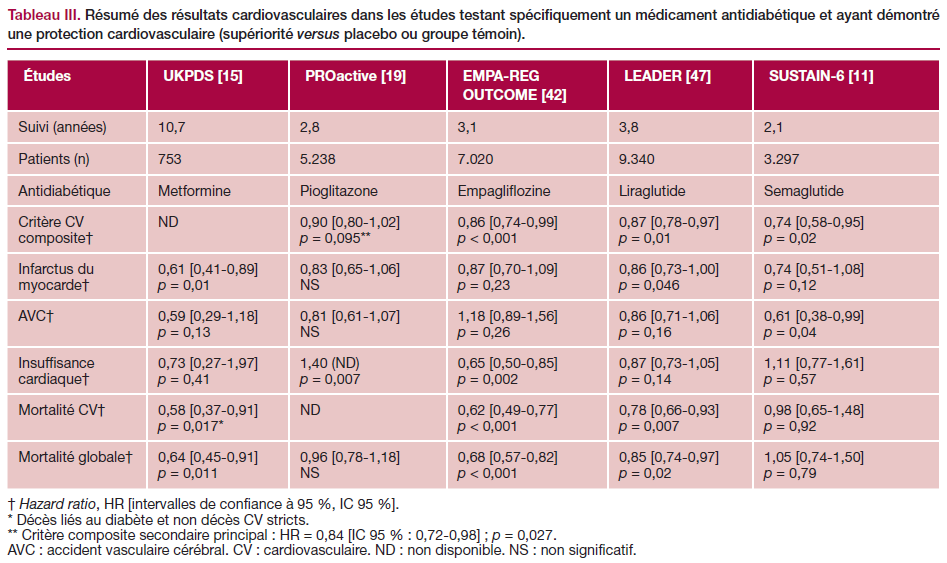 Tableau III. Résumé des résultats cardiovasculaires dans les études testant spécifiquement un médicament antidiabétique et ayant démontré
une protection cardiovasculaire (supériorité versus placebo ou groupe témoin).
Études UKPDS [15] PROactive [19] EMPA-REG OUTCOME [42] LEADER [47] SUSTAIN-6 [11]
Suivi (années) 10,7 2,8 3,1 3,8 2,1
Patients (n) 753 5.238 7.020 9.340 3.297
Antidiabétique Metformine Pioglitazone Empagliflozine Liraglutide Semaglutide
Critère CV ND 0,90 [0,80-1,02] 0,86 [0,74-0,99] 0,87 [0,78-0,97] 0,74 [0,58-0,95]
composite† p = 0,095** p < 0,001 p = 0,01 p = 0,02
Infarctus du 0,61 [0,41-0,89] 0,83 [0,65-1,06] 0,87 [0,70-1,09] 0,86 [0,73-1,00] 0,74 [0,51-1,08]
myocarde† p = 0,01 NS p = 0,23 p = 0,046 p = 0,12
AVC† 0,59 [0,29-1,18] 0,81 [0,61-1,07] 1,18 [0,89-1,56] 0,86 [0,71-1,06] 0,61 [0,38-0,99]
p = 0,13 NS p = 0,26 p = 0,16 p = 0,04
Insuffisance 0,73 [0,27-1,97] 1,40 (ND) 0,65 [0,50-0,85] 0,87 [0,73-1,05] 1,11 [0,77-1,61]
cardiaque† p = 0,41 p = 0,007 p = 0,002 p = 0,14 p = 0,57
Mortalité CV† 0,58 [0,37-0,91] ND 0,62 [0,49-0,77] 0,78 [0,66-0,93] 0,98 [0,65-1,48]
p = 0,017* p < 0,001 p = 0,007 p = 0,92
Mortalité globale† 0,64 [0,45-0,91] 0,96 [0,78-1,18] 0,68 [0,57-0,82] 0,85 [0,74-0,97] 1,05 [0,74-1,50]
p = 0,011 NS p < 0,001 p = 0,02 p = 0,79
† Hazard ratio, HR [intervalles de confiance à 95 %, IC 95 %].
* Décès liés au diabète et non décès CV stricts.
** Critère composite secondaire principal : HR = 0,84 [IC 95 % : 0,72-0,98] ; p = 0,027.
AVC : accident vasculaire cérébral. CV : cardiovasculaire. ND : non disponible. NS : non significatif.